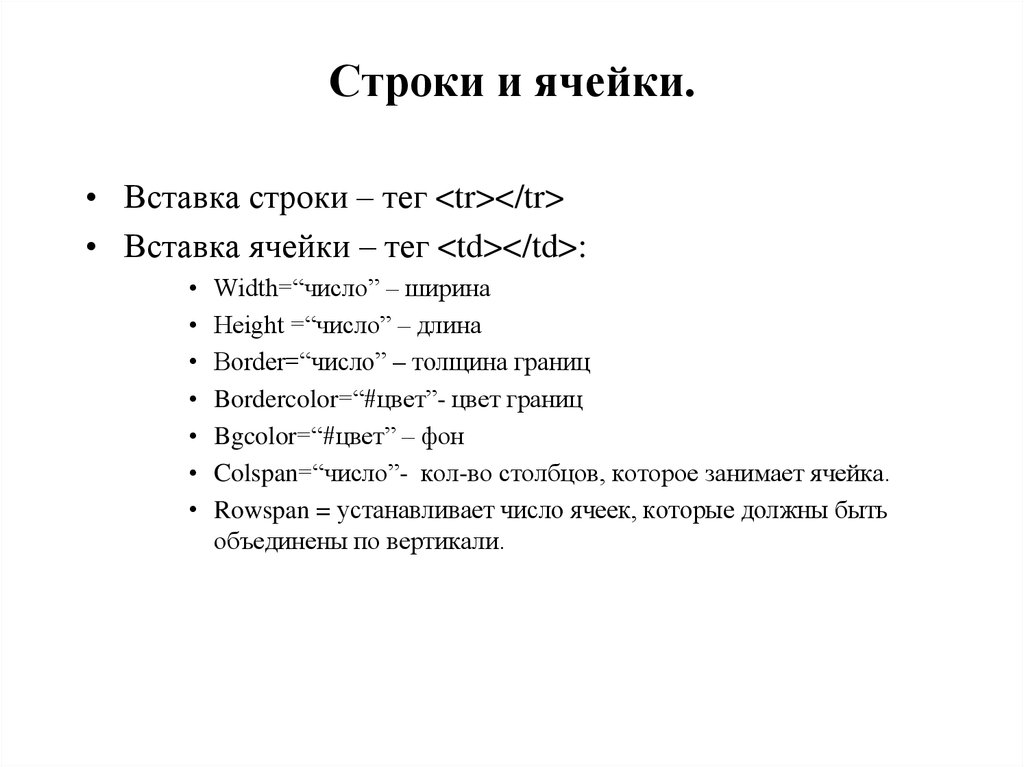 Строки и ячейки.
• Вставка строки – тег <tr></tr>
• Вставка ячейки – тег <td></td>:
• Width=“число” – ширина
• Height =“число” – длина
• Border=“число” – толщина границ
• Bordercolor=“#цвет”- цвет границ
• Bgcolor=“#цвет” – фон
• Colspan=“число”-  кол-во столбцов, которое занимает ячейка.
• Rowspan = устанавливает число ячеек, которые должны быть
объединены по вертикали.